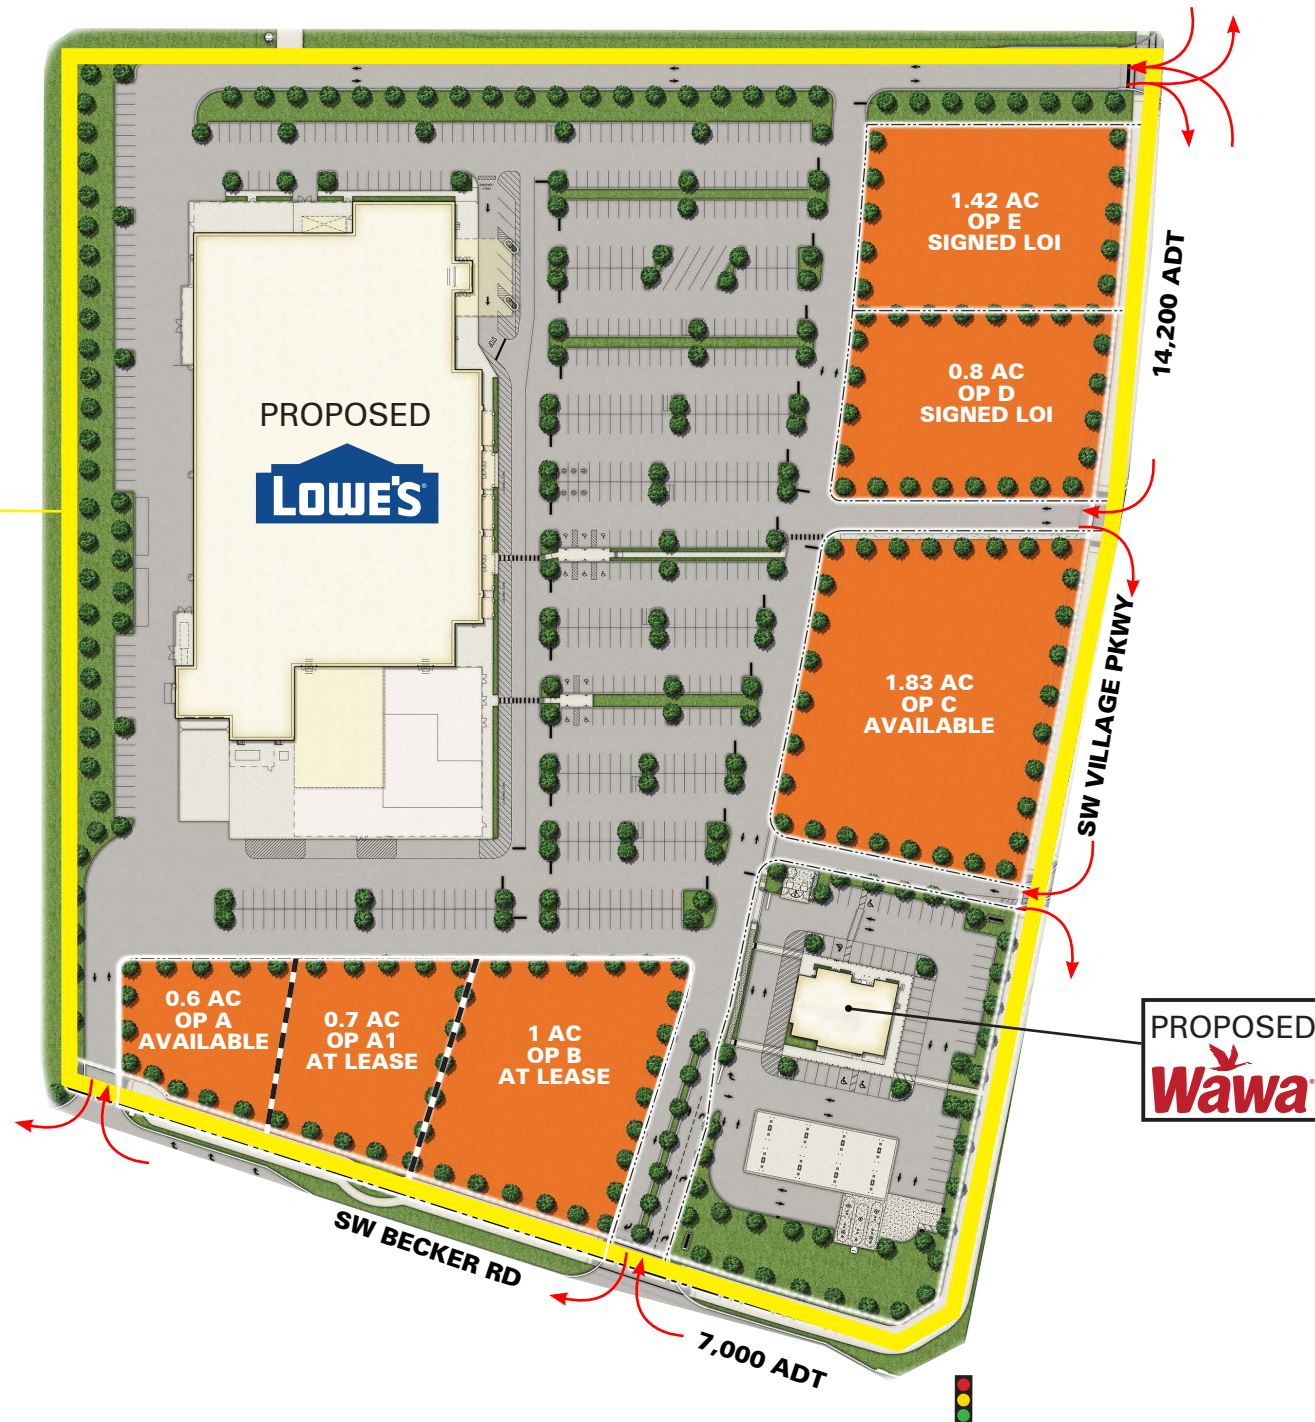 1.42 AC
OP E
SIGNED LOI
14,200 ADT
0.8 AC
OP D
SIGNED LOI
PROPOSED
LOWE'S
1.83 AC
OP C
AVAILABLE
SW VILLAGE PKWY
0.6 AC
OP A
AVAILABLE
0.7 AC
OP A1
AT LEASE
1 AC
OP B
AT LEASE
PROPOSED
Wawa
SW BECKER RD
7,000 ADT